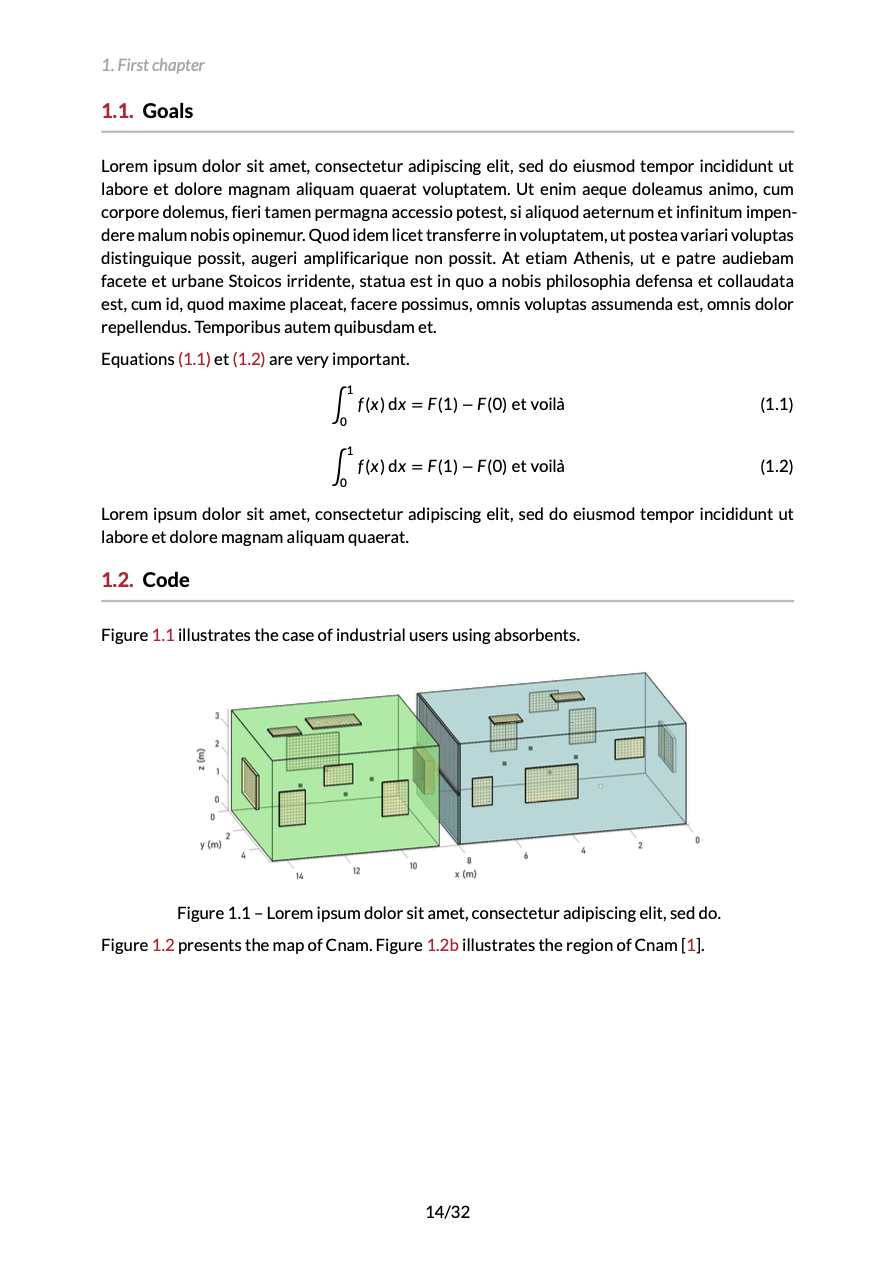 1. First chapter
1.1. Goals
Lorem ipsum dolor sit amet, consectetur adipiscing elit, sed do eiusmod tempor incididunt ut
labore et dolore magnam aliquam quaerat voluptatem. Ut enim aeque doleamus animo, cum
corpore dolemus, fieri tamen permagna accessio potest, si aliquod aeternum et infinitum impen-
dere malum nobis opinemur. Quod idem licet transferre in voluptatem, ut postea variari voluptas
distinguique possit, augeri amplificarique non possit. At etiam Athenis, ut e patre audiebam
facete et urbane Stoicos irridente, statua est in quo a nobis philosophia defensa et collaudata
est, cum id, quod maxime placeat, facere possimus, omnis voluptas assumenda est, omnis dolor
repellendus. Temporibus autem quibusdam et.
Equations (1.1) et (1.2) are very important.
∫₀¹ f(x) dx = F(1) − F(0) et voilà (1.1)
∫₀¹ f(x) dx = F(1) − F(0) et voilà (1.2)
Lorem ipsum dolor sit amet, consectetur adipiscing elit, sed do eiusmod tempor incididunt ut
labore et dolore magnam aliquam quaerat.
1.2. Code
Figure 1.1 illustrates the case of industrial users using absorbents.
3
2
1
0
z (m)
0
2
4
y (m)
14
12
10
8
6
4
2
0
x (m)
Figure 1.1 – Lorem ipsum dolor sit amet, consectetur adipiscing elit, sed do.
Figure 1.2 presents the map of Cnam. Figure 1.2b illustrates the region of Cnam [1].
14/32